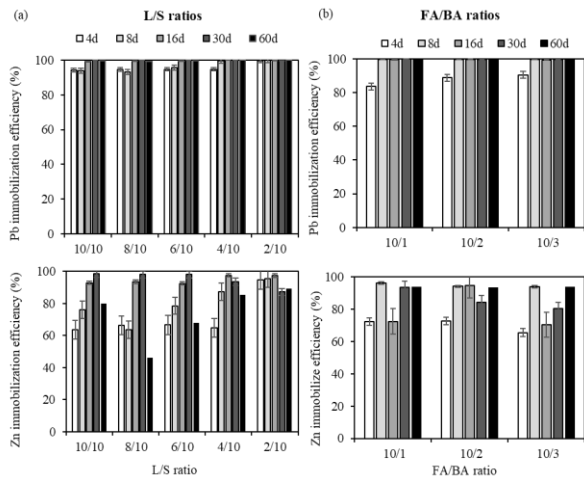 (a)
L/S ratios
4d 8d 16d 30d 60d
Pb immobilization efficiency (%)
100
80
60
40
20
0
10/10 8/10 6/10 4/10 2/10
Zn immobilization efficiency (%)
100
80
60
40
20
0
10/10 8/10 6/10 4/10 2/10
L/S ratio
(b)
FA/BA ratios
4d 8d 16d 30d 60d
Pb immobilization efficiency (%)
100
80
60
40
20
0
10/1 10/2 10/3
Zn immobilize efficiency (%)
100
80
60
40
20
0
10/1 10/2 10/3
FA/BA ratio